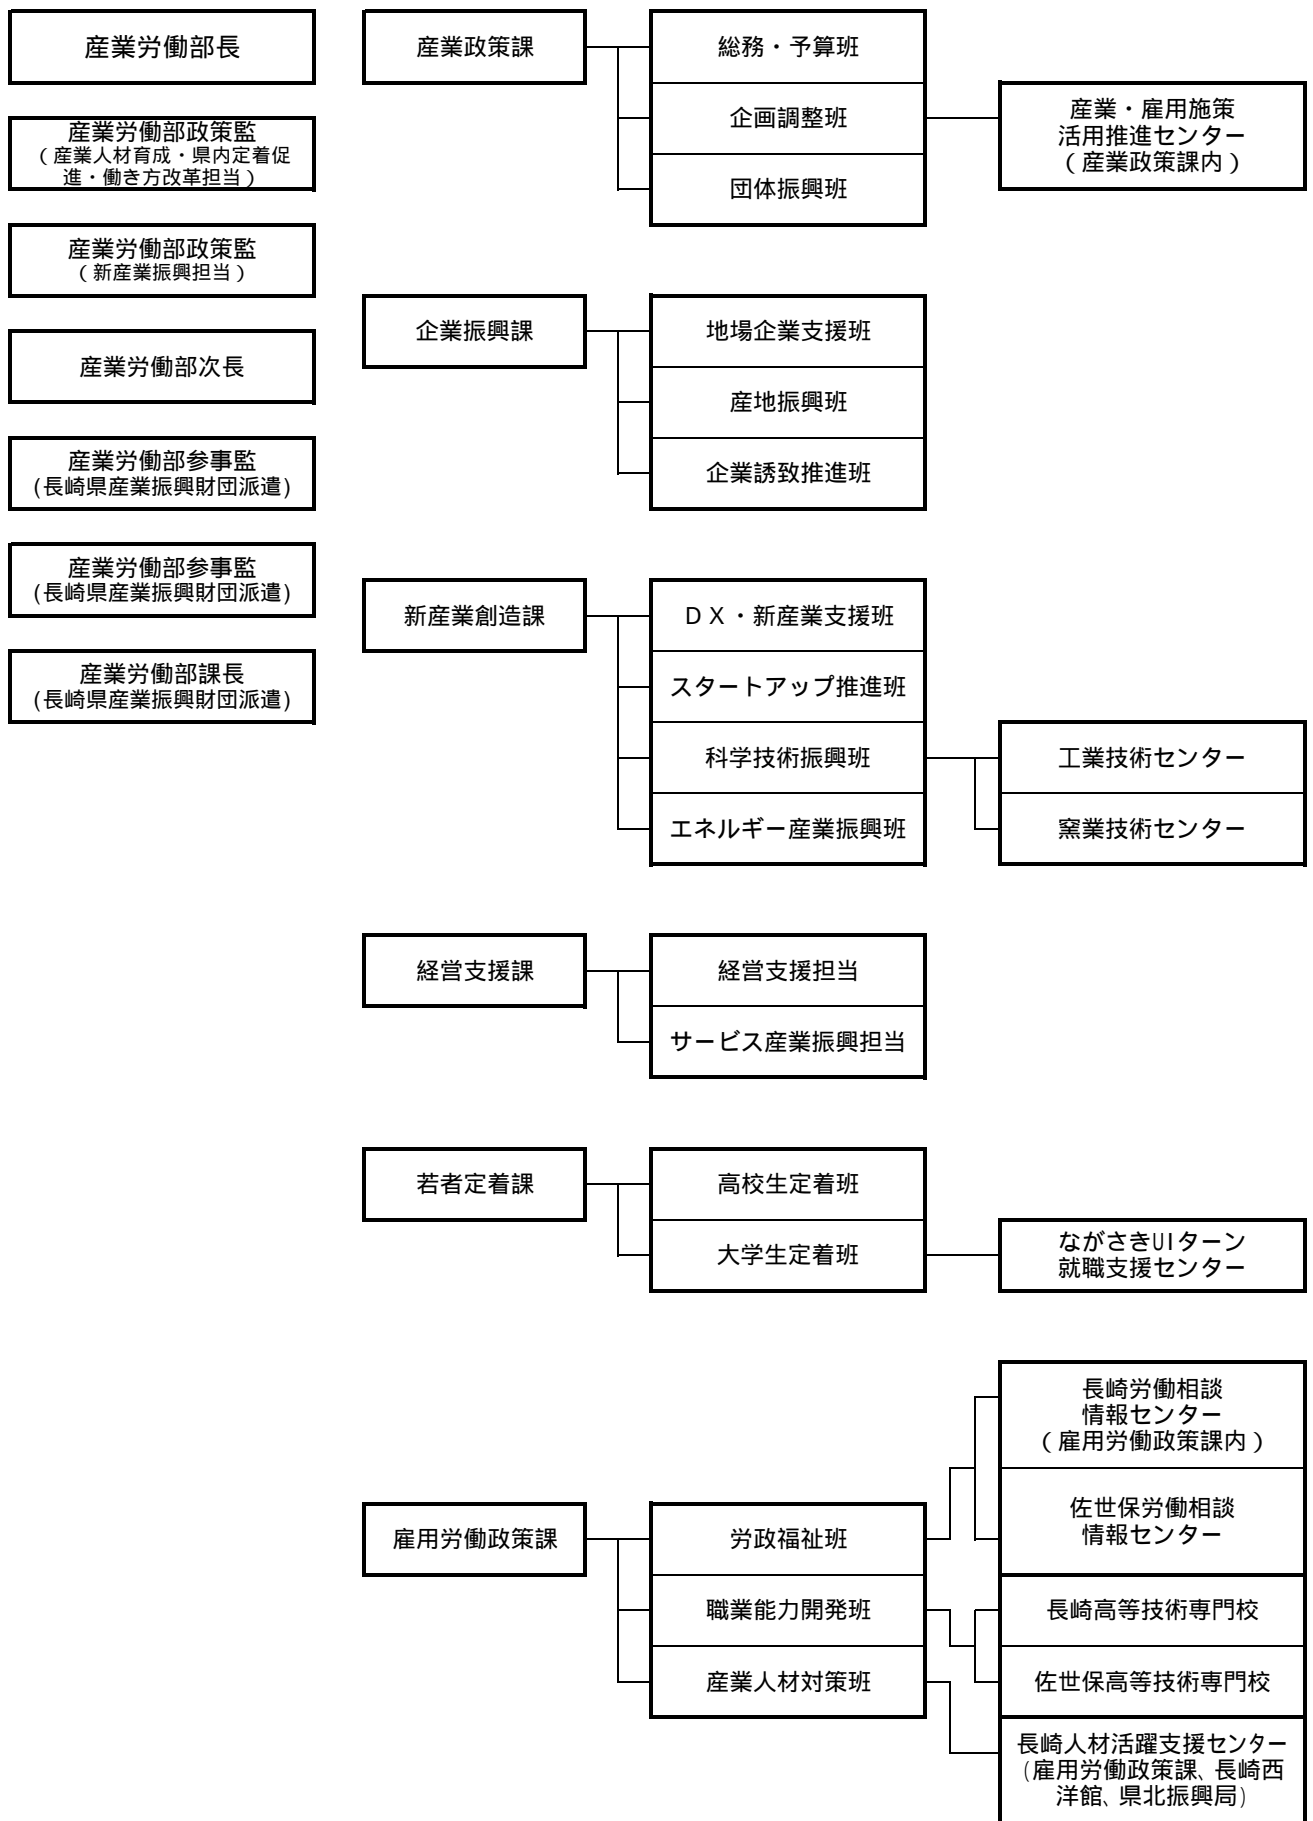 産業労働部長
産業労働部政策監
（産業人材育成・県内定着促
進・働き方改革担当）
産業労働部政策監
（新産業振興担当）
産業労働部次長
産業労働部参事監
(長崎県産業振興財団派遣)
産業労働部参事監
(長崎県産業振興財団派遣)
産業労働部課長
(長崎県産業振興財団派遣)
産業政策課
総務・予算班
企画調整班
団体振興班
産業・雇用施策
活用推進センター
（産業政策課内）
企業振興課
地場企業支援班
産地振興班
企業誘致推進班
新産業創造課
ＤＸ・新産業支援班
スタートアップ推進班
科学技術振興班
エネルギー産業振興班
工業技術センター
窯業技術センター
経営支援課
経営支援担当
サービス産業振興担当
若者定着課
高校生定着班
大学生定着班
ながさきUIターン
就職支援センター
雇用労働政策課
労政福祉班
職業能力開発班
産業人材対策班
長崎労働相談
情報センター
（雇用労働政策課内）
佐世保労働相談
情報センター
長崎高等技術専門校
佐世保高等技術専門校
長崎人材活躍支援センター
(雇用労働政策課、長崎西
洋館、県北振興局)